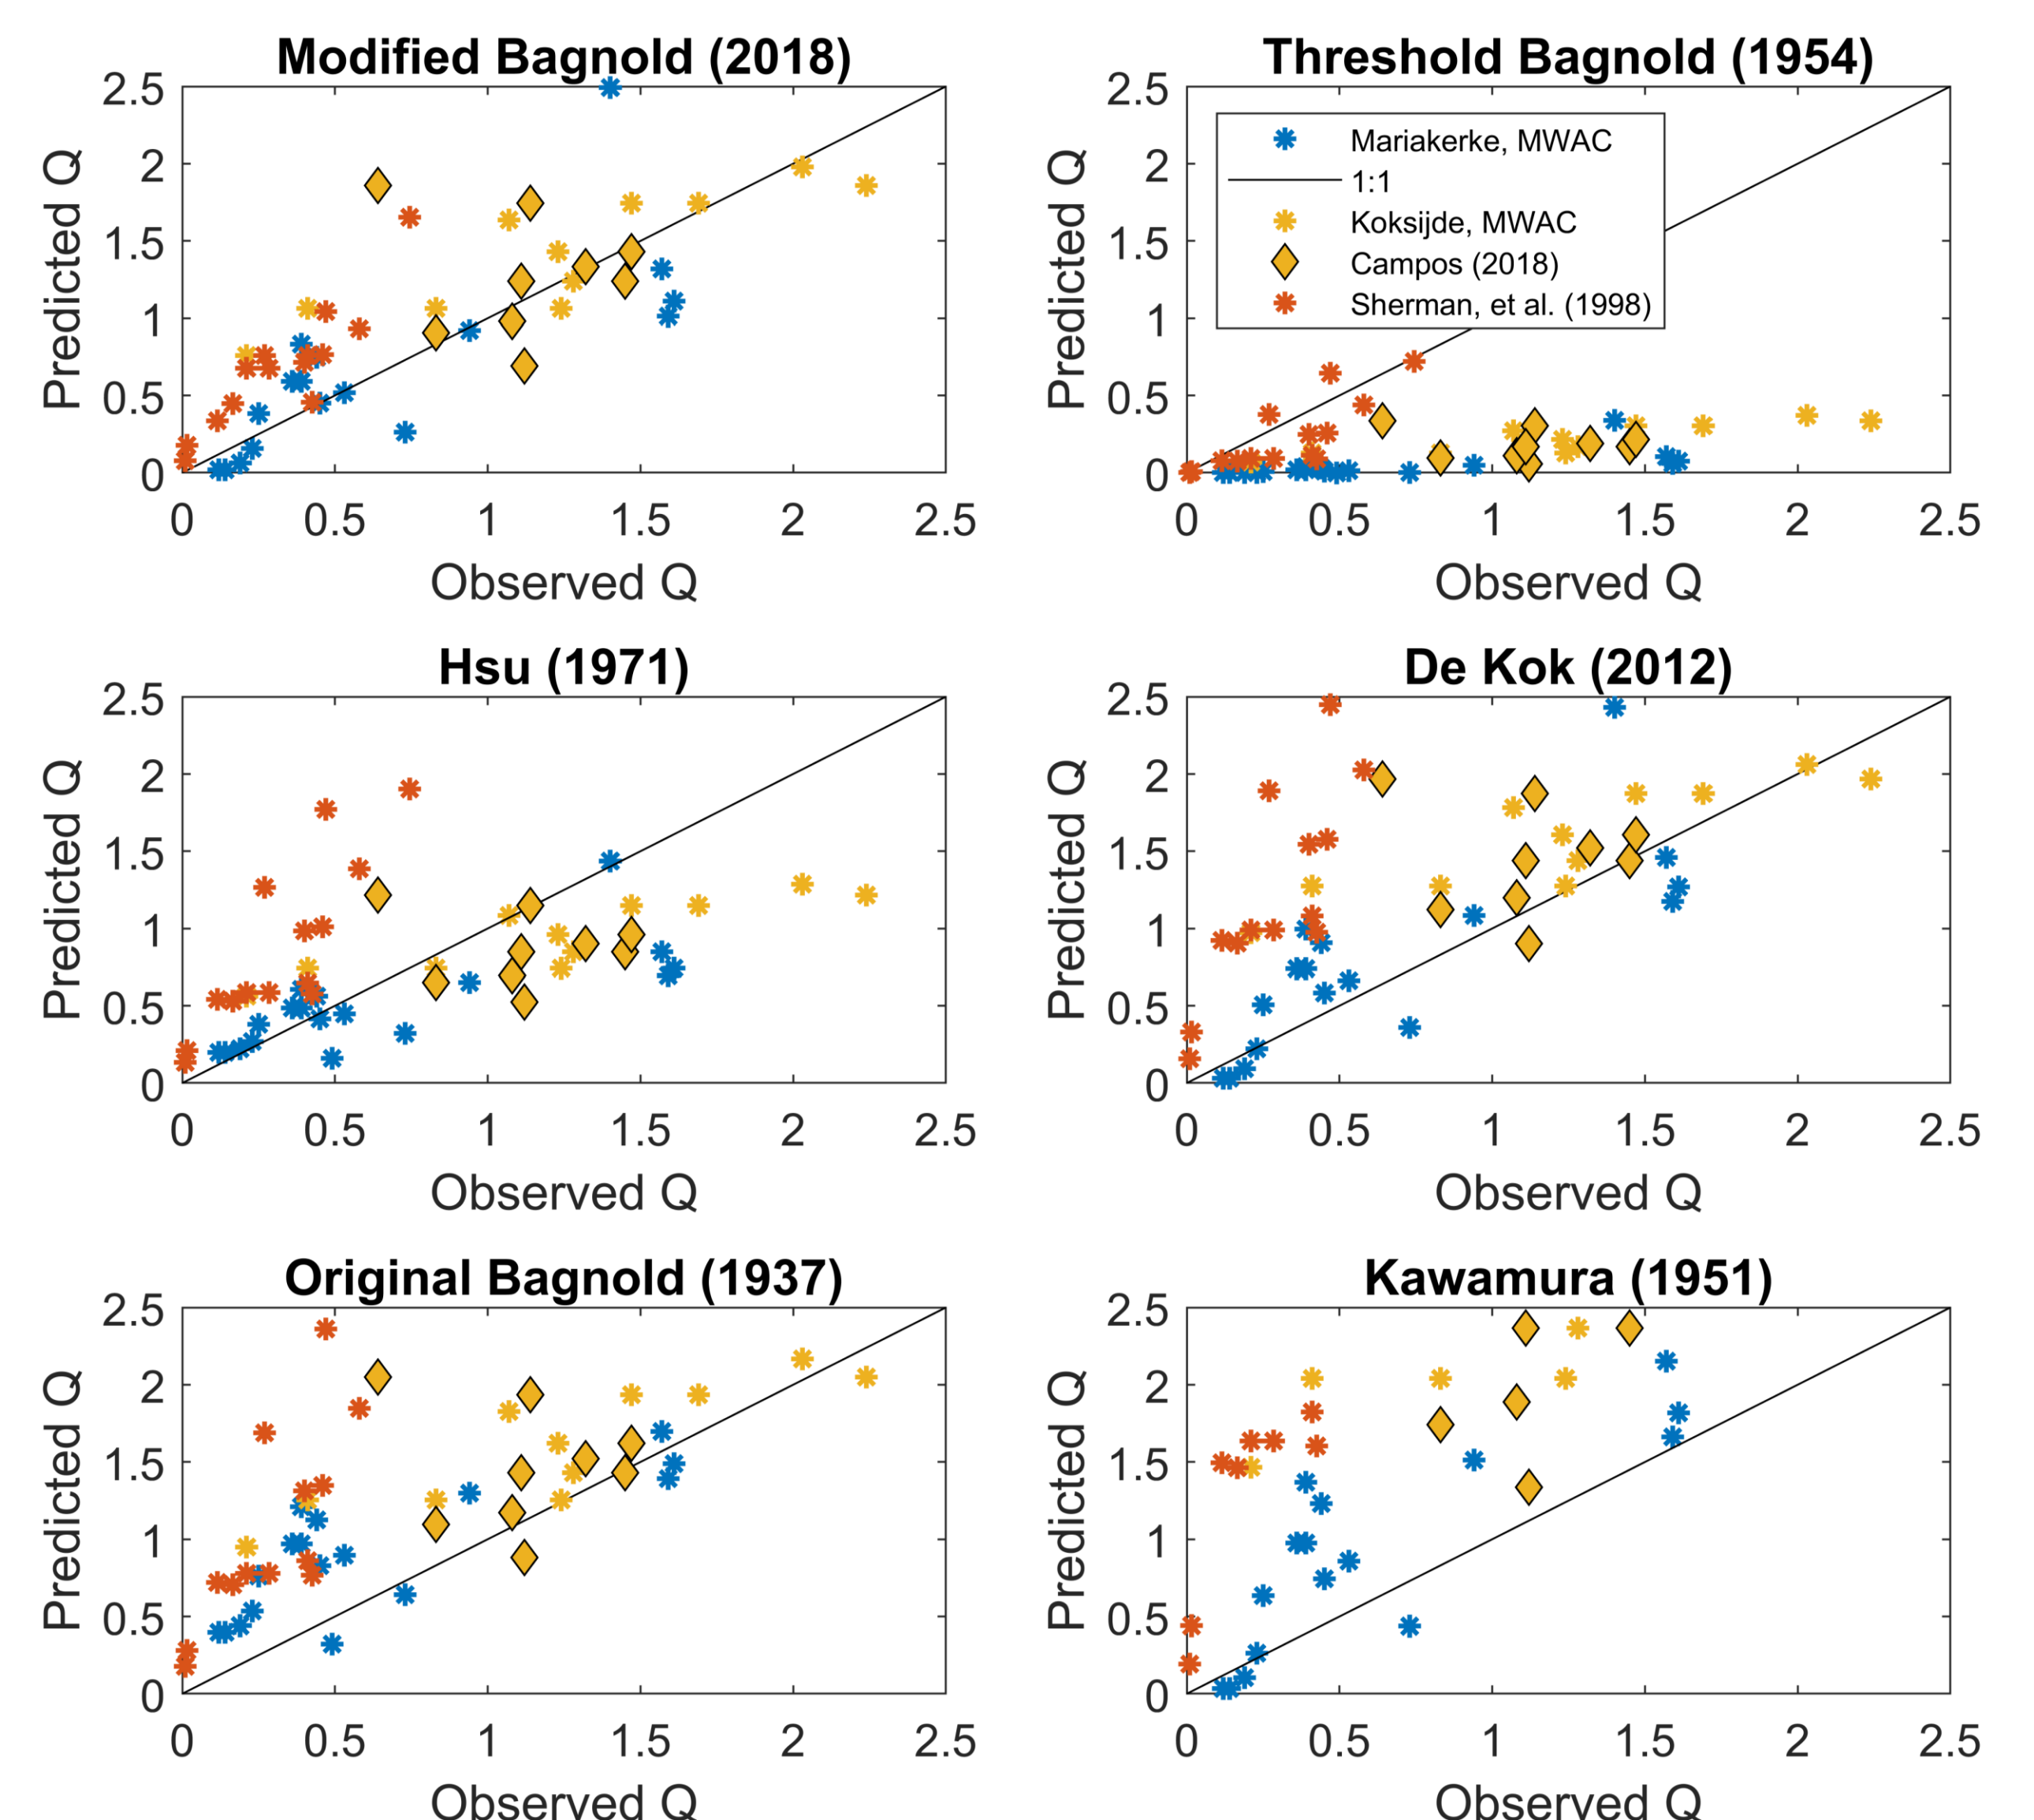 Modified Bagnold (2018)
2.5
2
1.5
1
0.5
0
Predicted Q
0 0.5 1 1.5 2 2.5
Observed Q
Threshold Bagnold (1954)
2.5
2
1.5
1
0.5
0
Predicted Q
Mariakerke, MWAC
1:1
Koksijde, MWAC
Campos (2018)
Sherman, et al. (1998)
0 0.5 1 1.5 2 2.5
Observed Q
Hsu (1971)
2.5
2
1.5
1
0.5
0
Predicted Q
0 0.5 1 1.5 2 2.5
Observed Q
De Kok (2012)
2.5
2
1.5
1
0.5
0
Predicted Q
0 0.5 1 1.5 2 2.5
Observed Q
Original Bagnold (1937)
2.5
2
1.5
1
0.5
0
Predicted Q
0 0.5 1 1.5 2 2.5
Observed Q
Kawamura (1951)
2.5
2
1.5
1
0.5
0
Predicted Q
0 0.5 1 1.5 2 2.5
Observed Q